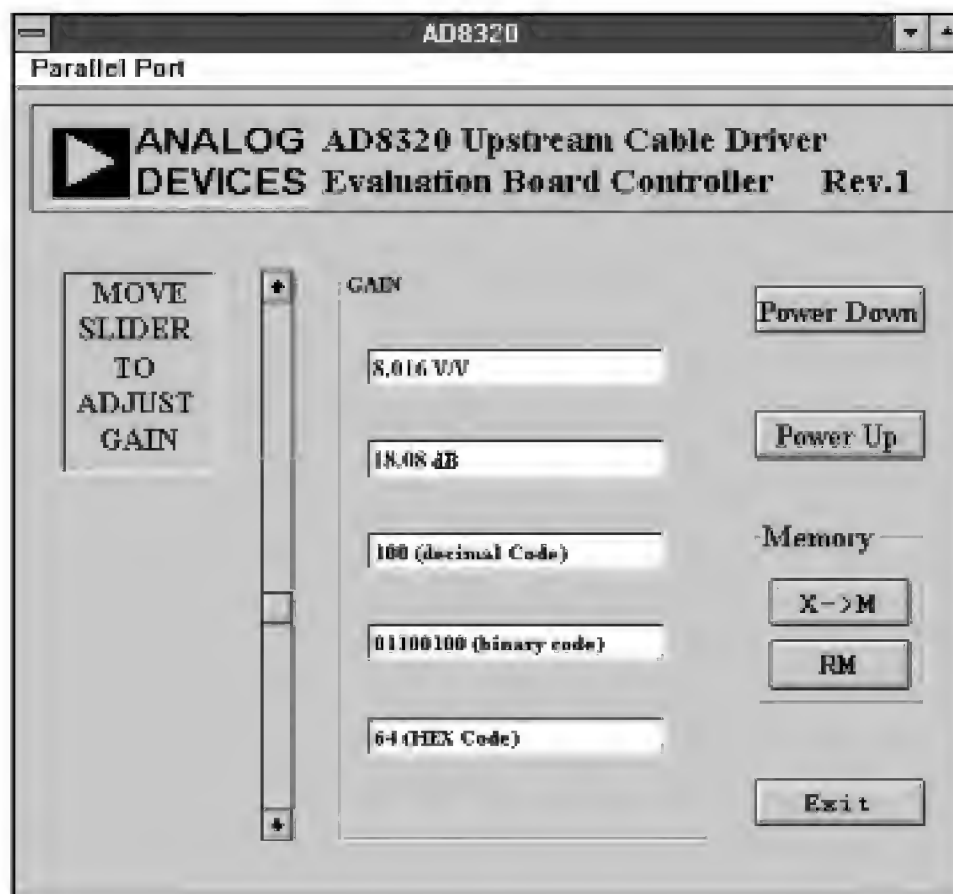 AD8320
Parallel Port
ANALOG
DEVICES
AD8320 Upstream Cable Driver
Evaluation Board Controller Rev.1
MOVE
SLIDER
TO
ADJUST
GAIN
GAIN
8.016 V/V
18.08 dB
100 (decimal Code)
01100100 (binary code)
64 (HEX Code)
Power Down
Power Up
Memory
X->M
RM
Exit